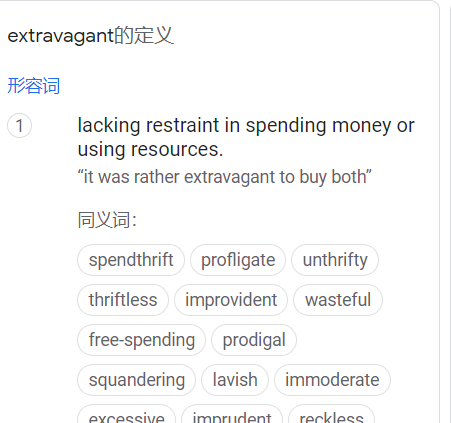 extravagant的定义
形容词
1 lacking restraint in spending money or
using resources.
“it was rather extravagant to buy both”
同义词：
spendthrift profligate unthrifty
thriftless improvident wasteful
free-spending prodigal
squandering lavish immoderate
excessive imprudent reckless